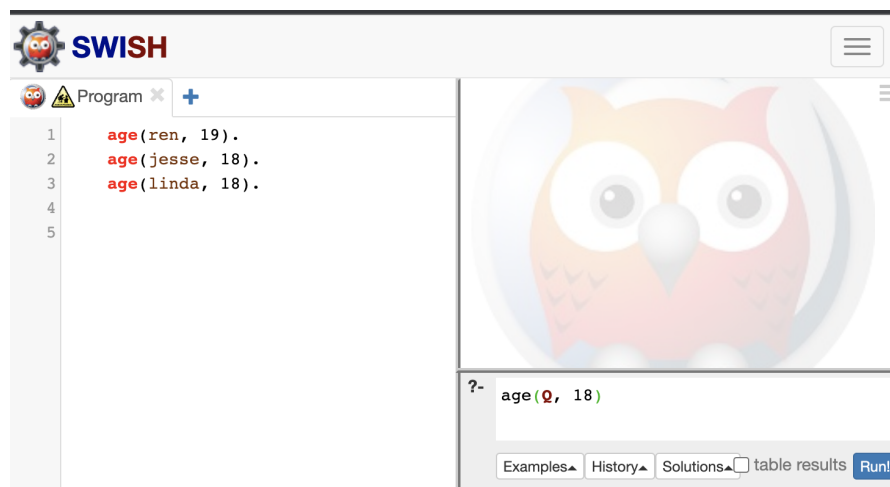 SWISH
Program
1 age(ren, 19).
2 age(jesse, 18).
3 age(linda, 18).
4
5
?- age(Q, 18)
Examples History Solutions table results Run!